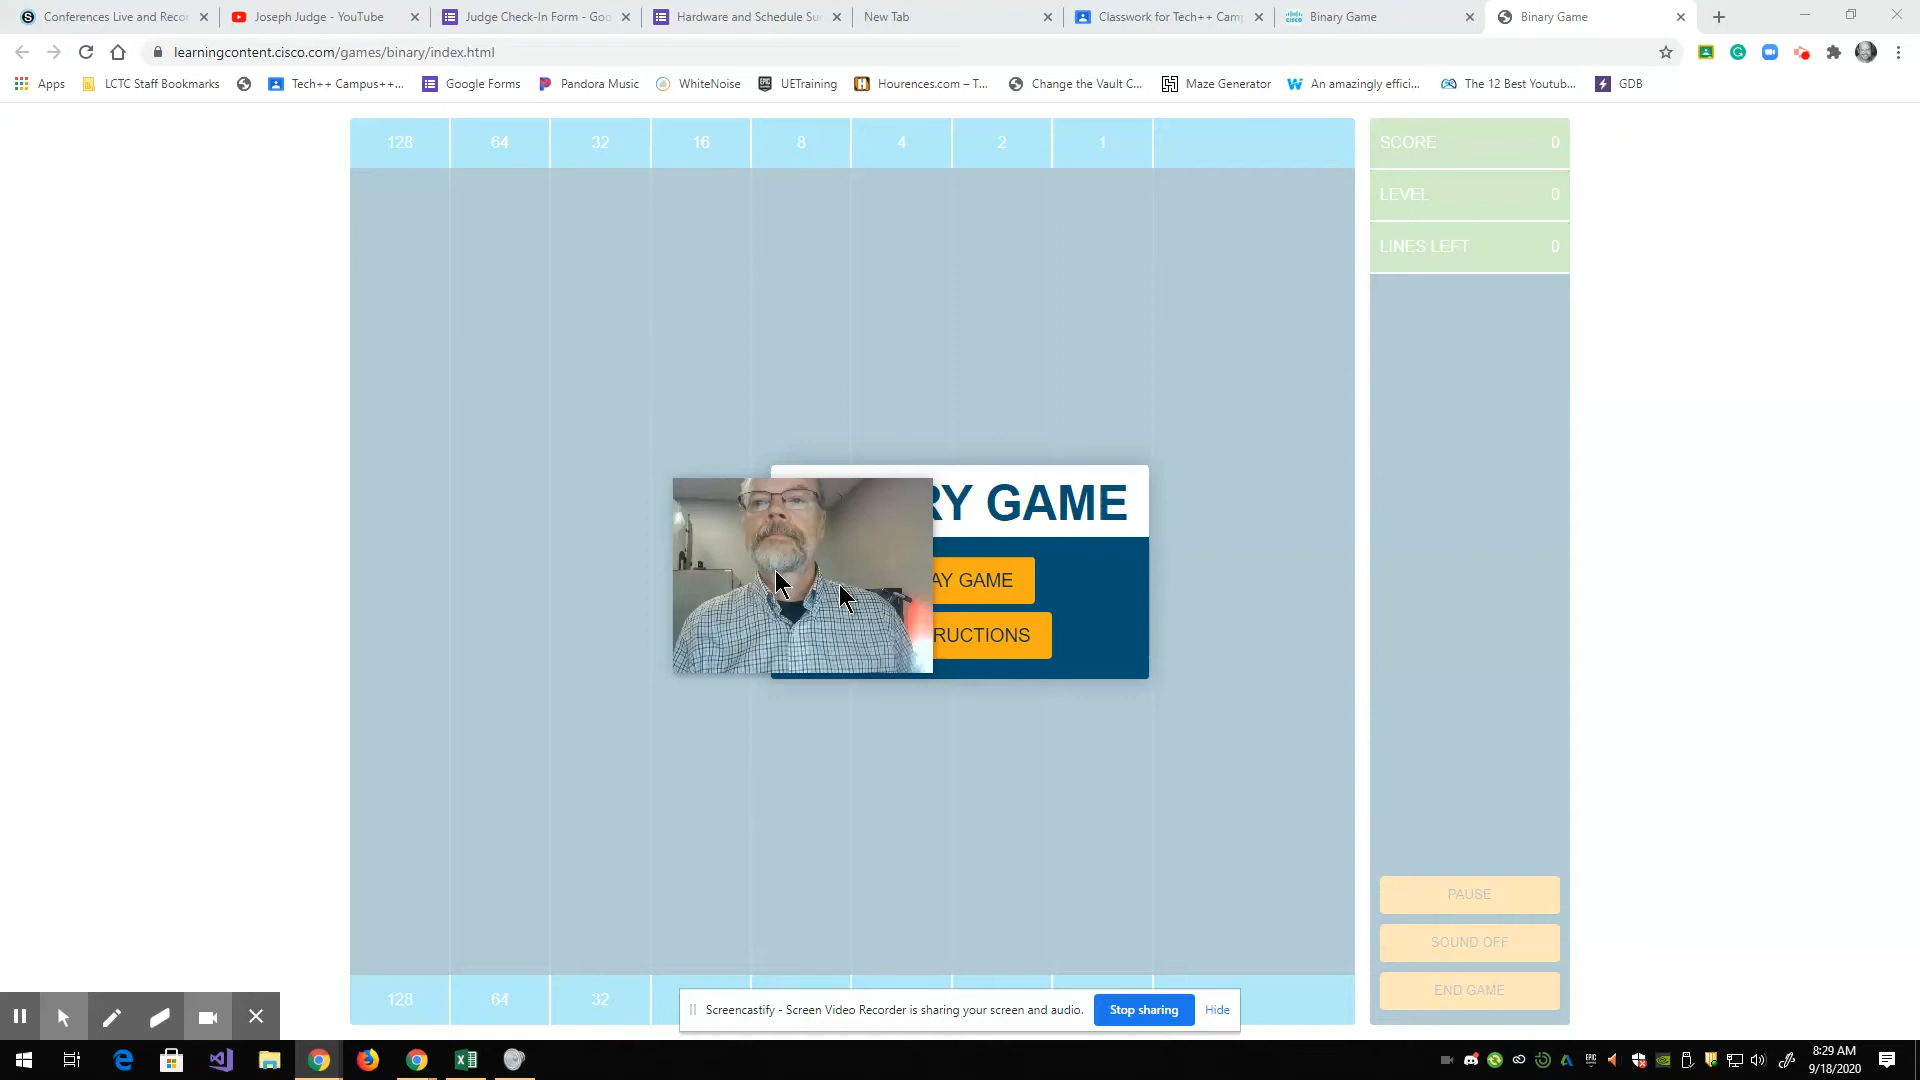 Conferences Live and Recor
Joseph Judge - YouTube
Judge Check-In Form - Goo
Hardware and Schedule Sur
New Tab
Classwork for Tech++ Cam
Binary Game
Binary Game
learningcontent.cisco.com/games/binary/index.html
Apps
LCTC Staff Bookmarks
Tech++ Campus++...
Google Forms
Pandora Music
WhiteNoise
UETraining
Hourences.com – T...
Change the Vault C...
Maze Generator
An amazingly effici...
The 12 Best Youtub...
GDB
128 64 32 16 8 4 2 1
SCORE 0
LEVEL 0
LINES LEFT 0
RY GAME
AY GAME
RUCTIONS
PAUSE
SOUND OFF
END GAME
128 64 32
Screencastify - Screen Video Recorder is sharing your screen and audio.
Stop sharing
Hide
8:29 AM
9/18/2020